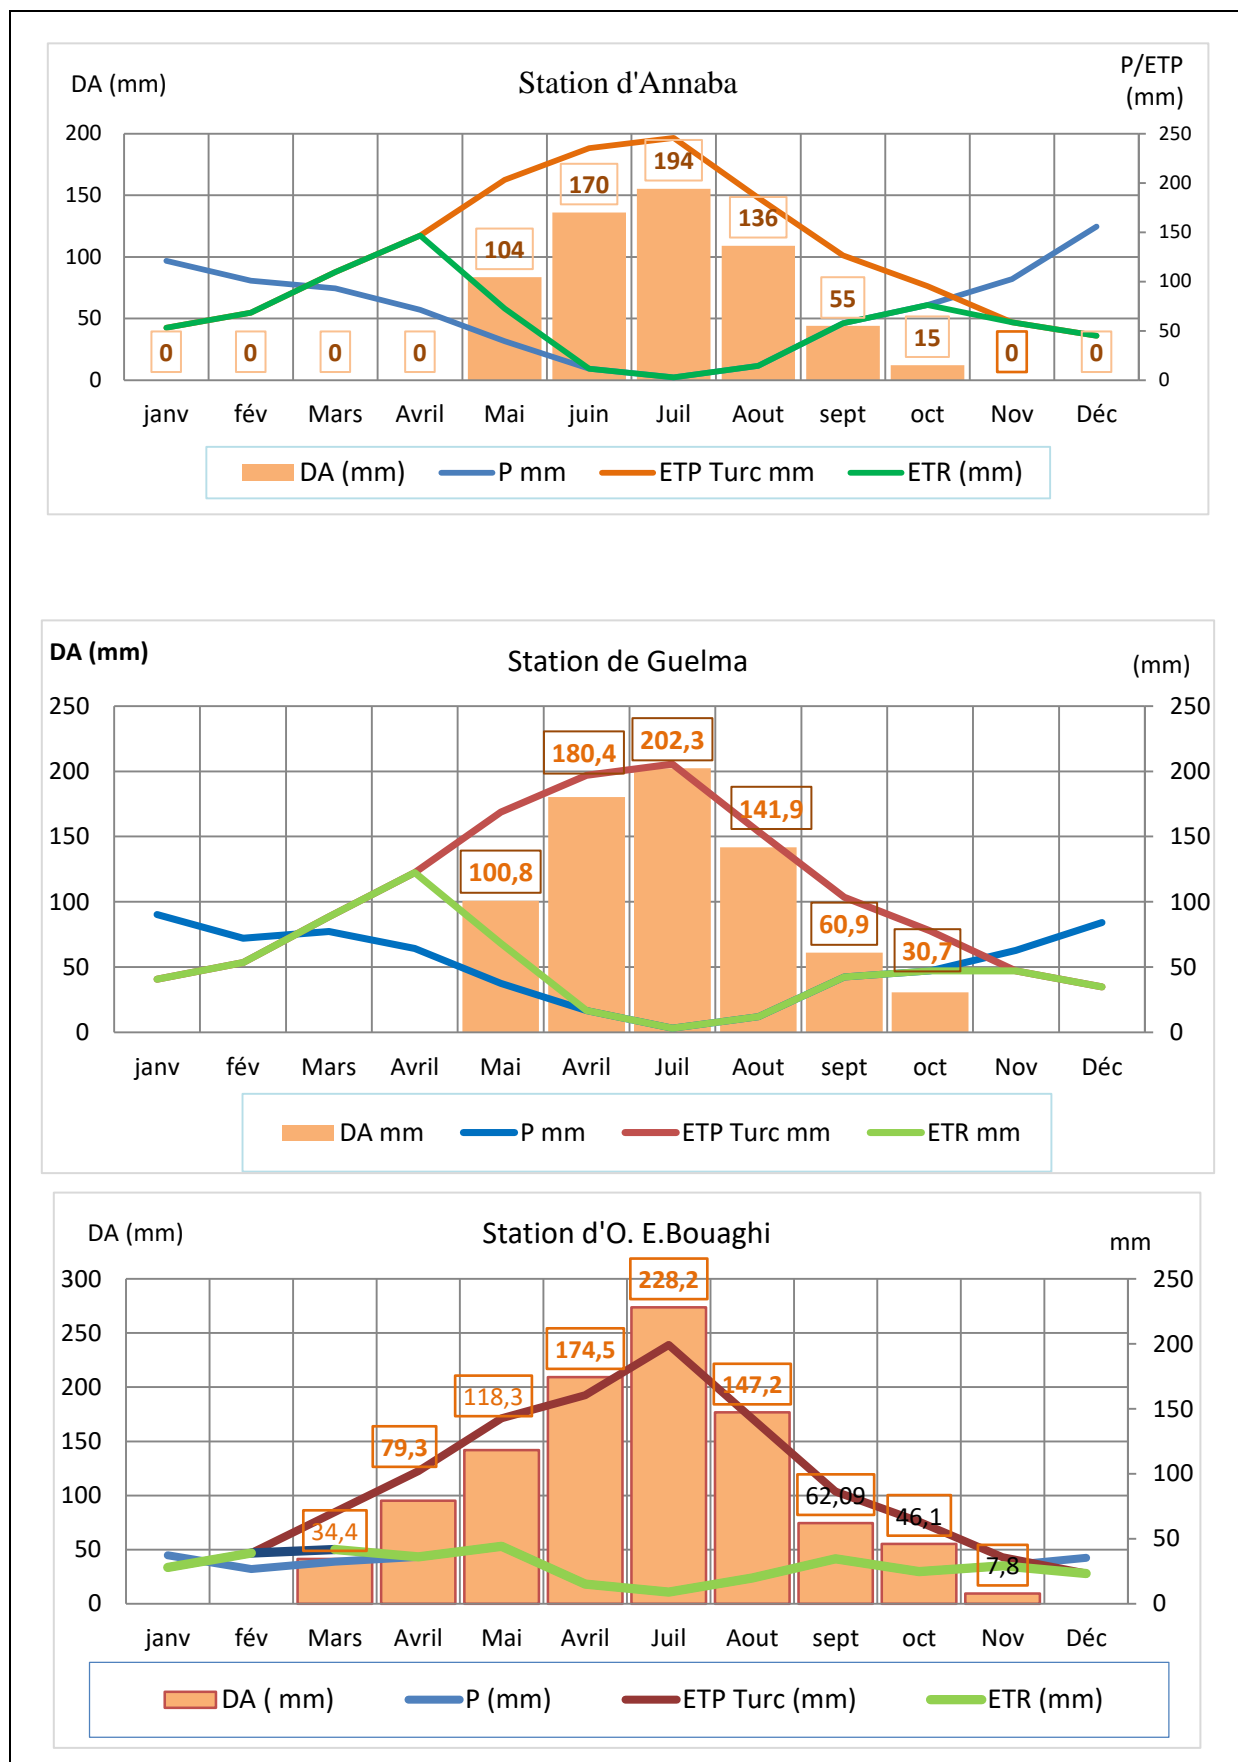 DA (mm) Station d'Annaba P/ETP
(mm)
200 250
194
170 200
150
136
150
104
100
100
55
50 50
15
0 0 0 0 0 0
0 0
janv fév Mars Avril Mai juin Juil Aout sept oct Nov Déc
DA (mm) P mm ETP Turc mm ETR (mm)
DA (mm) Station de Guelma (mm)
250 250
180,4 202,3
200 200
141,9
150 150
100,8
100 100
60,9
30,7
50 50
0 0
janv fév Mars Avril Mai Avril Juil Aout sept oct Nov Déc
DA mm P mm ETP Turc mm ETR mm
DA (mm) Station d'O. E.Bouaghi mm
300 228,2 250
250
174,5 200
200 118,3 147,2
79,3 150
150
100
100 62,09
34,4 46,1
50 50
7,8
0 0
janv fév Mars Avril Mai Avril Juil Aout sept oct Nov Déc
DA ( mm) P (mm) ETP Turc (mm) ETR (mm)